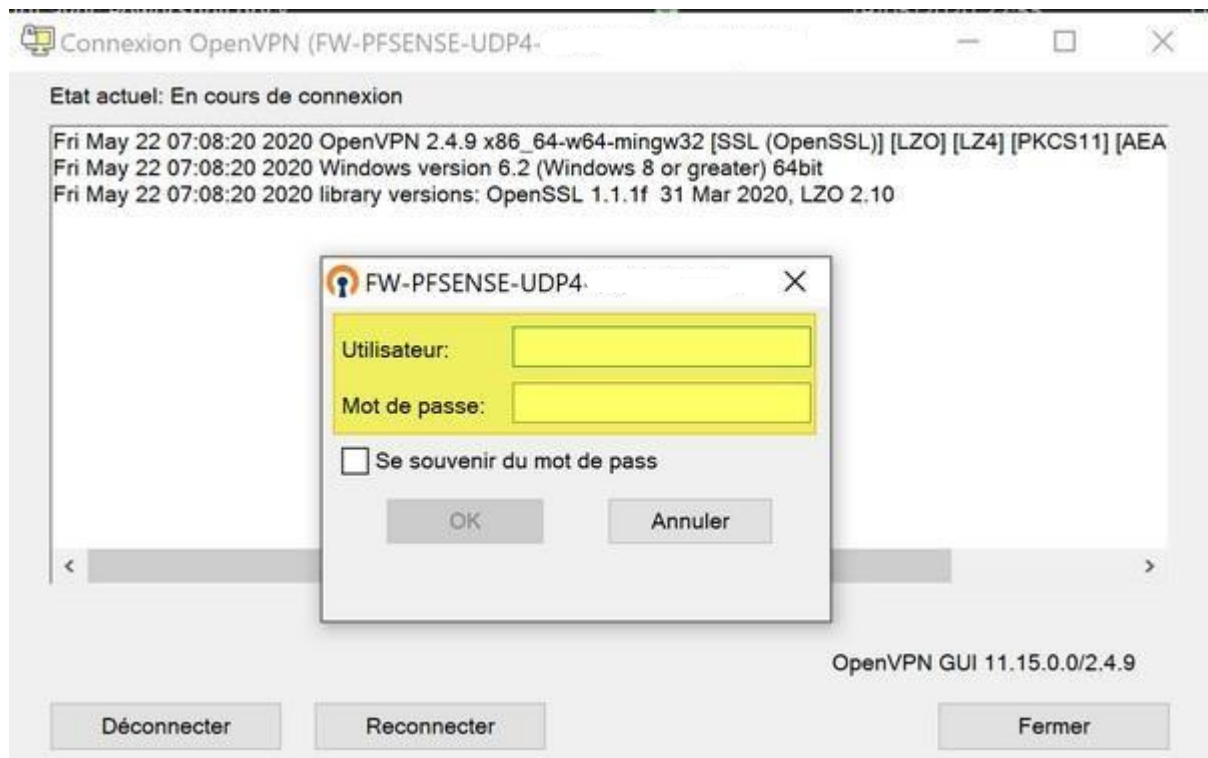 Connexion OpenVPN (FW-PFSENSE-UDP4-
Etat actuel: En cours de connexion
Fri May 22 07:08:20 2020 OpenVPN 2.4.9 x86_64-w64-mingw32 [SSL (OpenSSL)] [LZO] [LZ4] [PKCS11] [AEA
Fri May 22 07:08:20 2020 Windows version 6.2 (Windows 8 or greater) 64bit
Fri May 22 07:08:20 2020 library versions: OpenSSL 1.1.1f 31 Mar 2020, LZO 2.10
FW-PFSENSE-UDP4-
Utilisateur:
Mot de passe:
Se souvenir du mot de pass
OK Annuler
OpenVPN GUI 11.15.0.0/2.4.9
Déconnecter Reconnecter Fermer